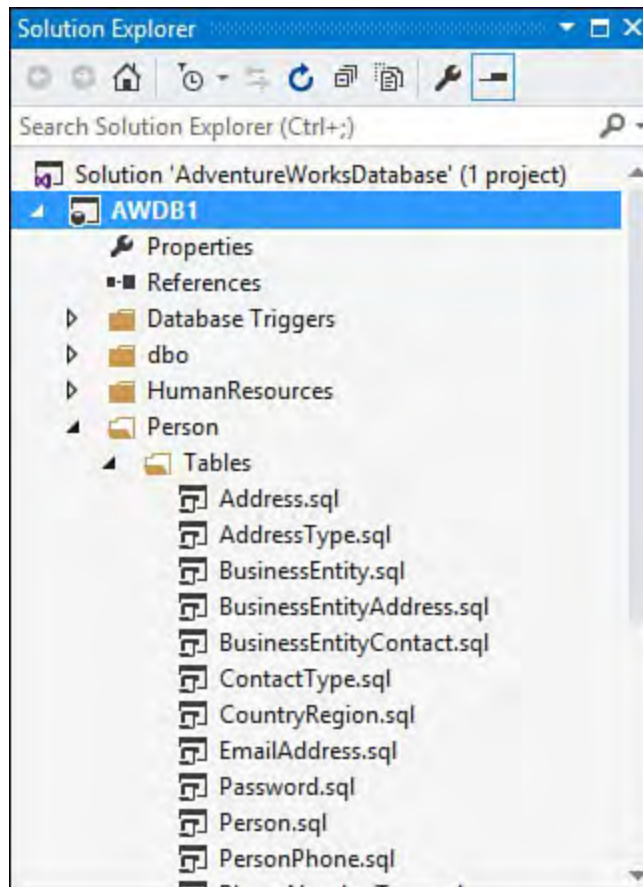 Solution Explorer
Search Solution Explorer (Ctrl+;)
Solution 'AdventureWorksDatabase' (1 project)
AWDB1
Properties
References
Database Triggers
dbo
HumanResources
Person
Tables
Address.sql
AddressType.sql
BusinessEntity.sql
BusinessEntityAddress.sql
BusinessEntityContact.sql
ContactType.sql
CountryRegion.sql
EmailAddress.sql
Password.sql
Person.sql
PersonPhone.sql